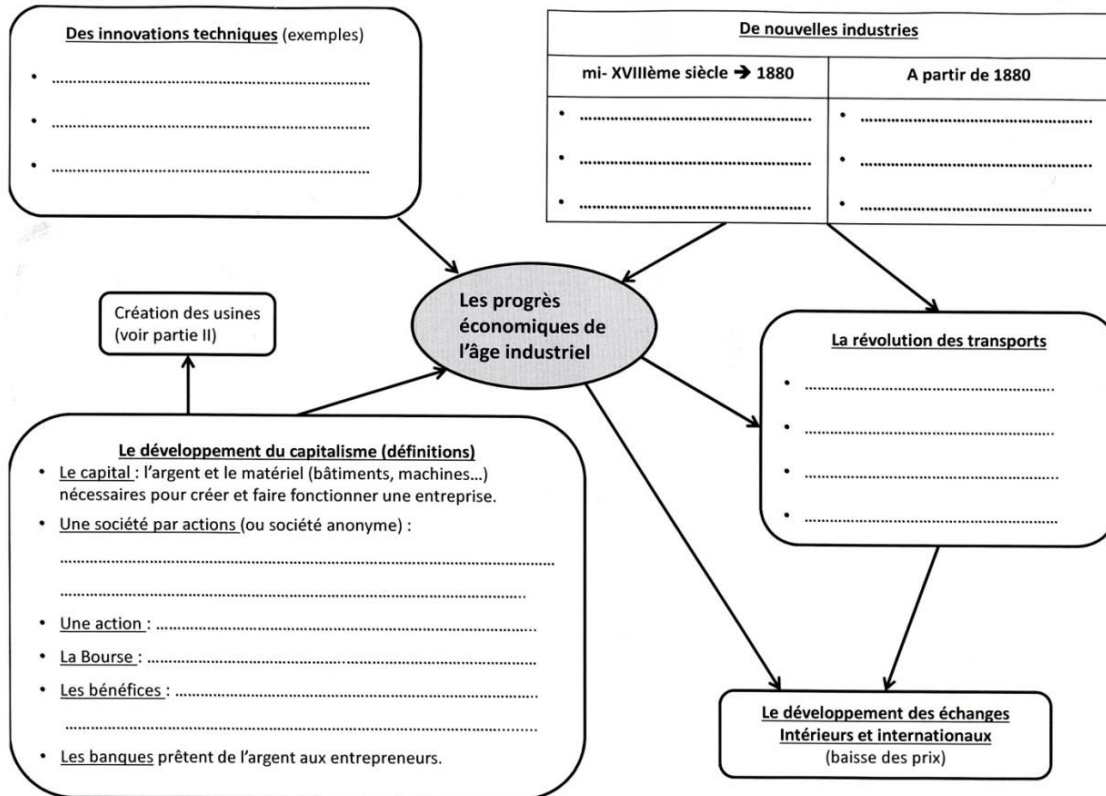 Des innovations techniques (exemples)
• ........................................................................
• ........................................................................
• ........................................................................
De nouvelles industries
mi- XVIIIème siècle ➔ 1880
A partir de 1880
• ....................................................
• ....................................................
• ....................................................
• ....................................................
• ....................................................
• ....................................................
Les progrès
économiques de
l’âge industriel
Création des usines
(voir partie II)
La révolution des transports
• ........................................................
• ........................................................
• ........................................................
• ........................................................
Le développement du capitalisme (définitions)
• Le capital : l’argent et le matériel (bâtiments, machines…)
nécessaires pour créer et faire fonctionner une entreprise.
• Une société par actions (ou société anonyme) :
................................................................................................................
..........................................................................................................
• Une action : ......................................................................................
• La Bourse : ........................................................................................
• Les bénéfices : ..................................................................................
..........................................................................................................
• Les banques prêtent de l’argent aux entrepreneurs.
Le développement des échanges
Intérieurs et internationaux
(baisse des prix)